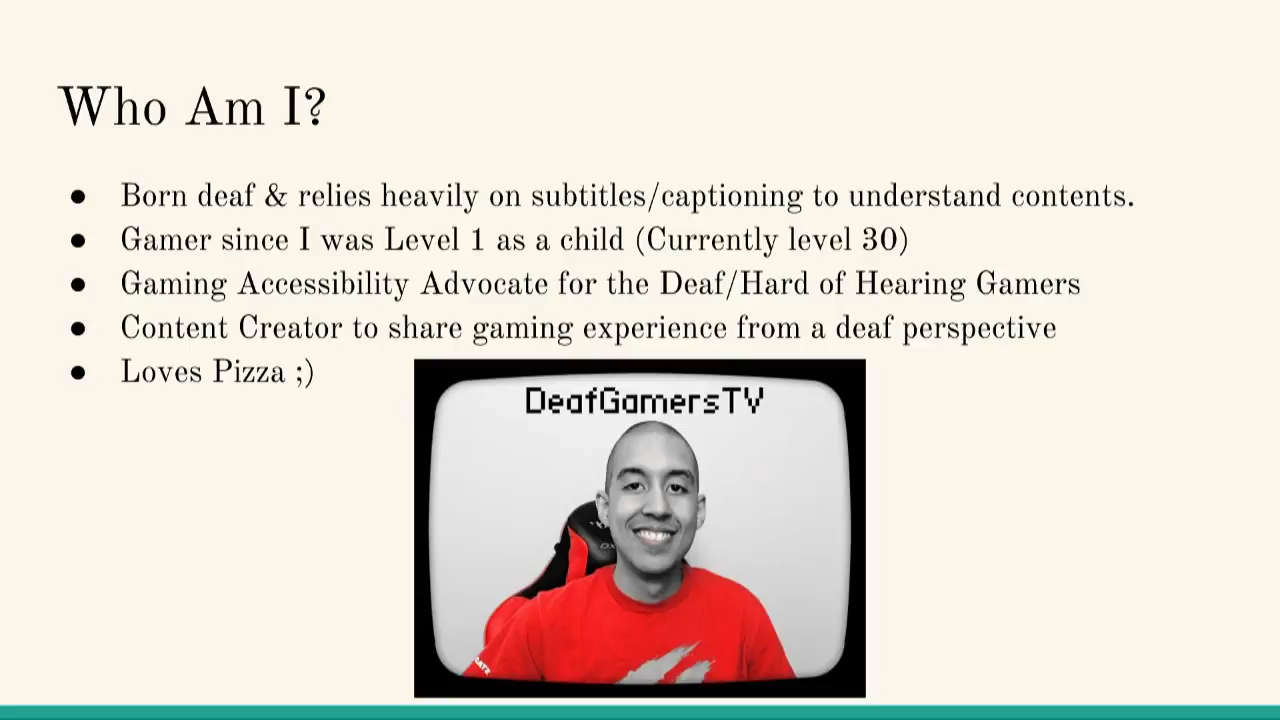 Who Am I?
● Born deaf & relies heavily on subtitles/captioning to understand contents.
● Gamer since I was Level 1 as a child (Currently level 30)
● Gaming Accessibility Advocate for the Deaf/Hard of Hearing Gamers
● Content Creator to share gaming experience from a deaf perspective
● Loves Pizza ;)
DeafGamersTV